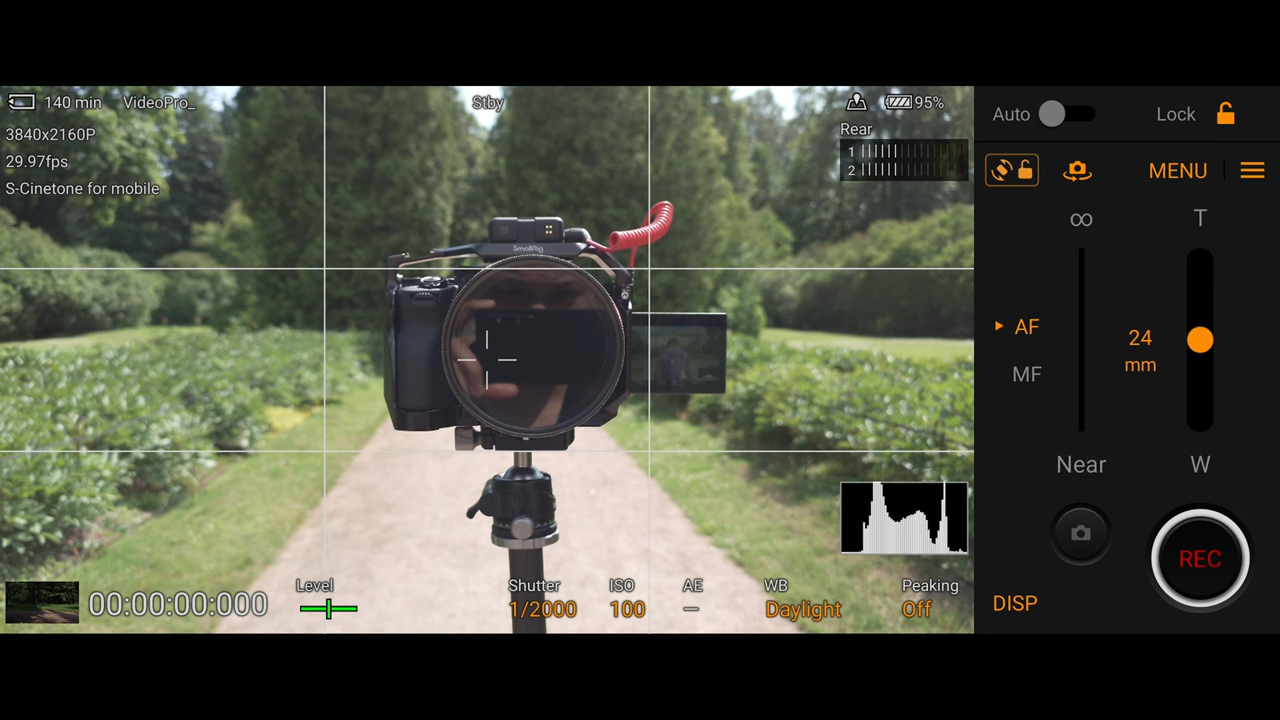 140 min VideoPro_ Stby 95%
3840x2160P
29.97fps
S-Cinetone for mobile
Rear
1
2
SmallRig
Level
00:00:00:000
Shutter ISO AE WB Peaking
1/2000 100 — Daylight Off
Auto Lock
MENU
∞ T
AF
MF
24
mm
Near W
REC
DISP